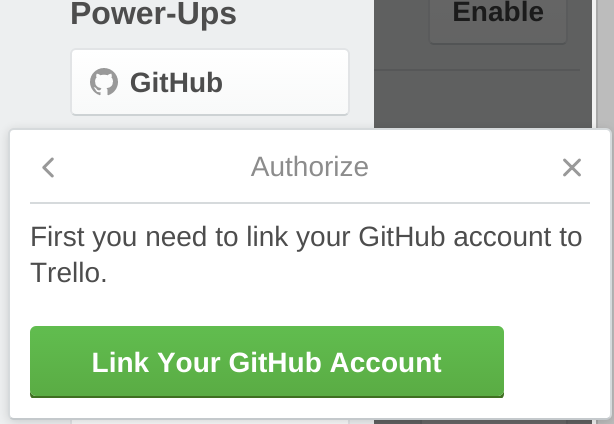 Power-Ups
Enable
GitHub
Authorize
First you need to link your GitHub account to
Trello.
Link Your GitHub Account